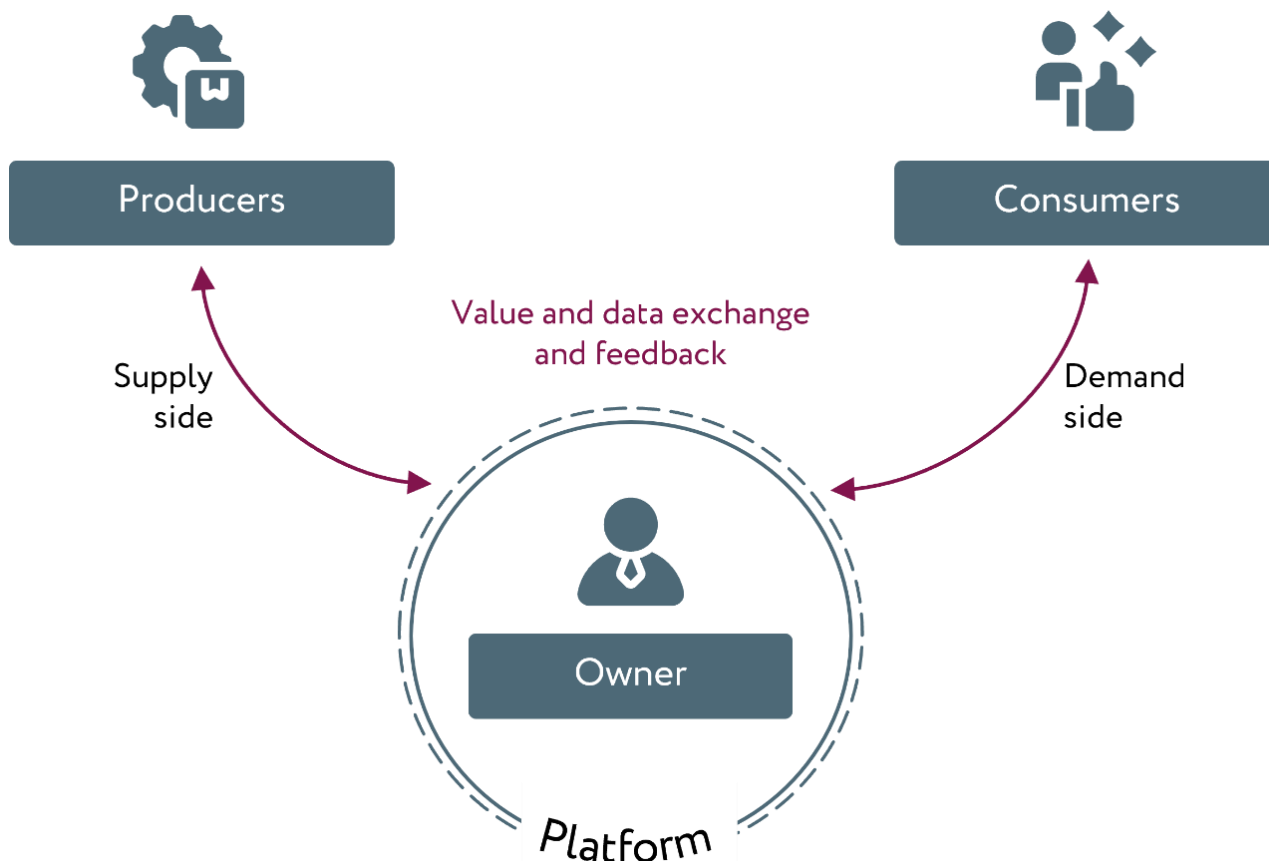 Producers
Consumers
Value and data exchange
and feedback
Supply
side
Demand
side
Owner
Platform